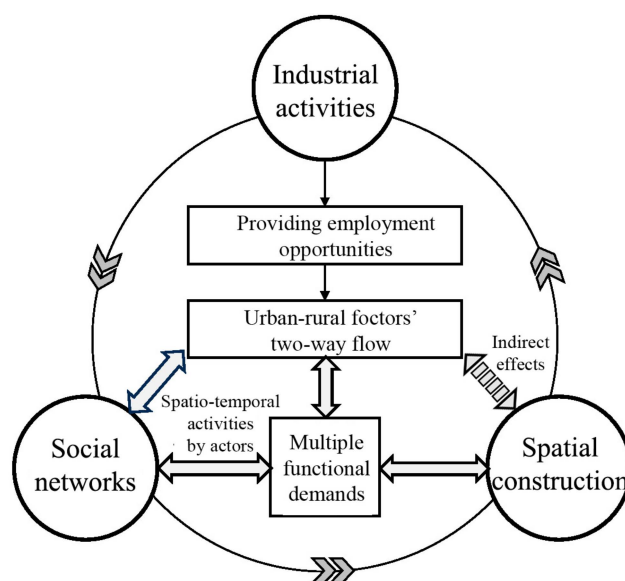 Industrial
activities
Providing employment
opportunities
Urban-rural foctors'
two-way flow
Indirect
effects
Spatio-temporal
activities
by actors
Social
networks
Multiple
functional
demands
Spatial
construction